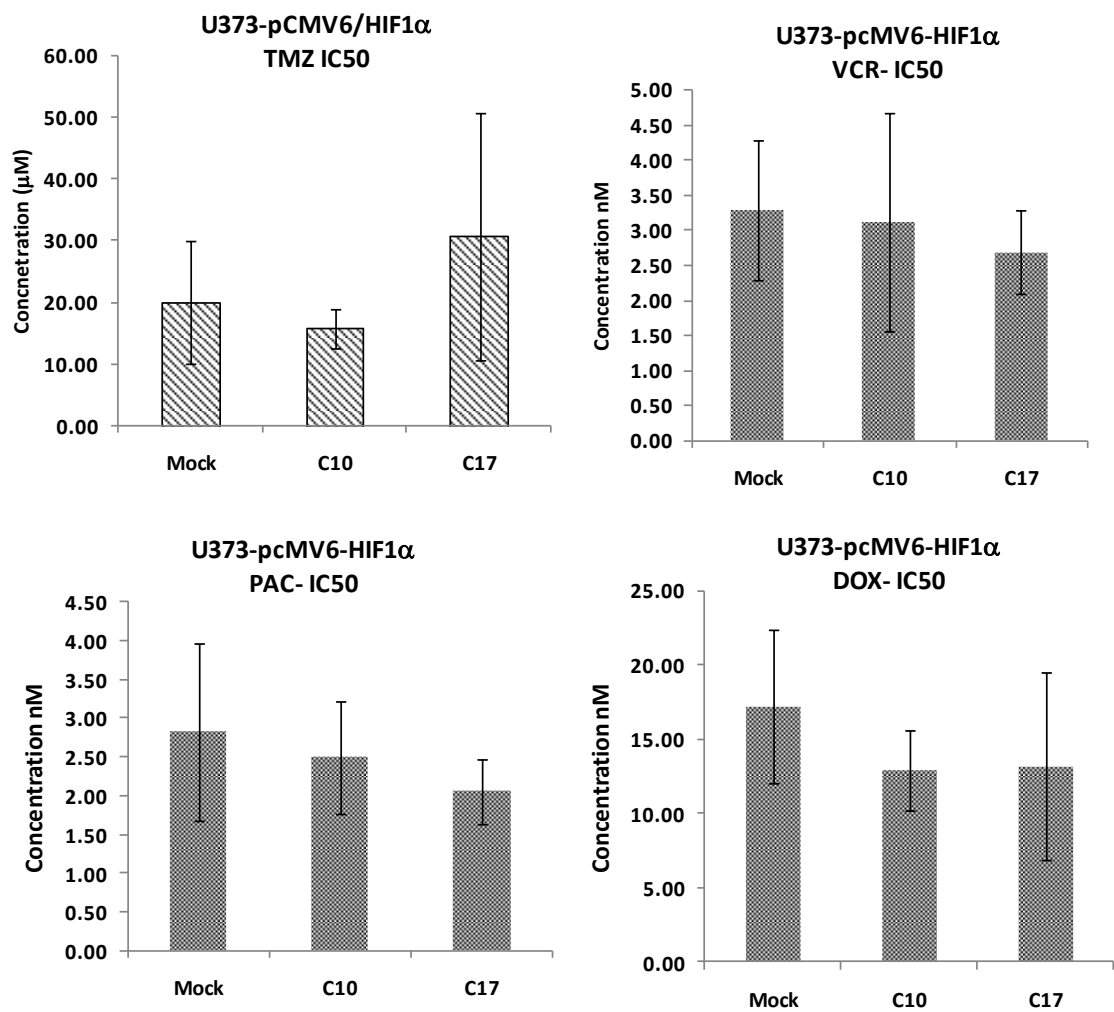 U373-pCMV6/HIF1α
TMZ IC50
60.00
50.00
40.00
30.00
20.00
10.00
0.00
Concnetration (µM)
Mock C10 C17
U373-pcMV6-HIF1α
VCR- IC50
5.00
4.50
4.00
3.50
3.00
2.50
2.00
1.50
1.00
0.50
0.00
Concentration nM
Mock C10 C17
U373-pcMV6-HIF1α
PAC- IC50
4.50
4.00
3.50
3.00
2.50
2.00
1.50
1.00
0.50
0.00
Concentration nM
Mock C10 C17
U373-pcMV6-HIF1α
DOX- IC50
25.00
20.00
15.00
10.00
5.00
0.00
Concentration nM
Mock C10 C17